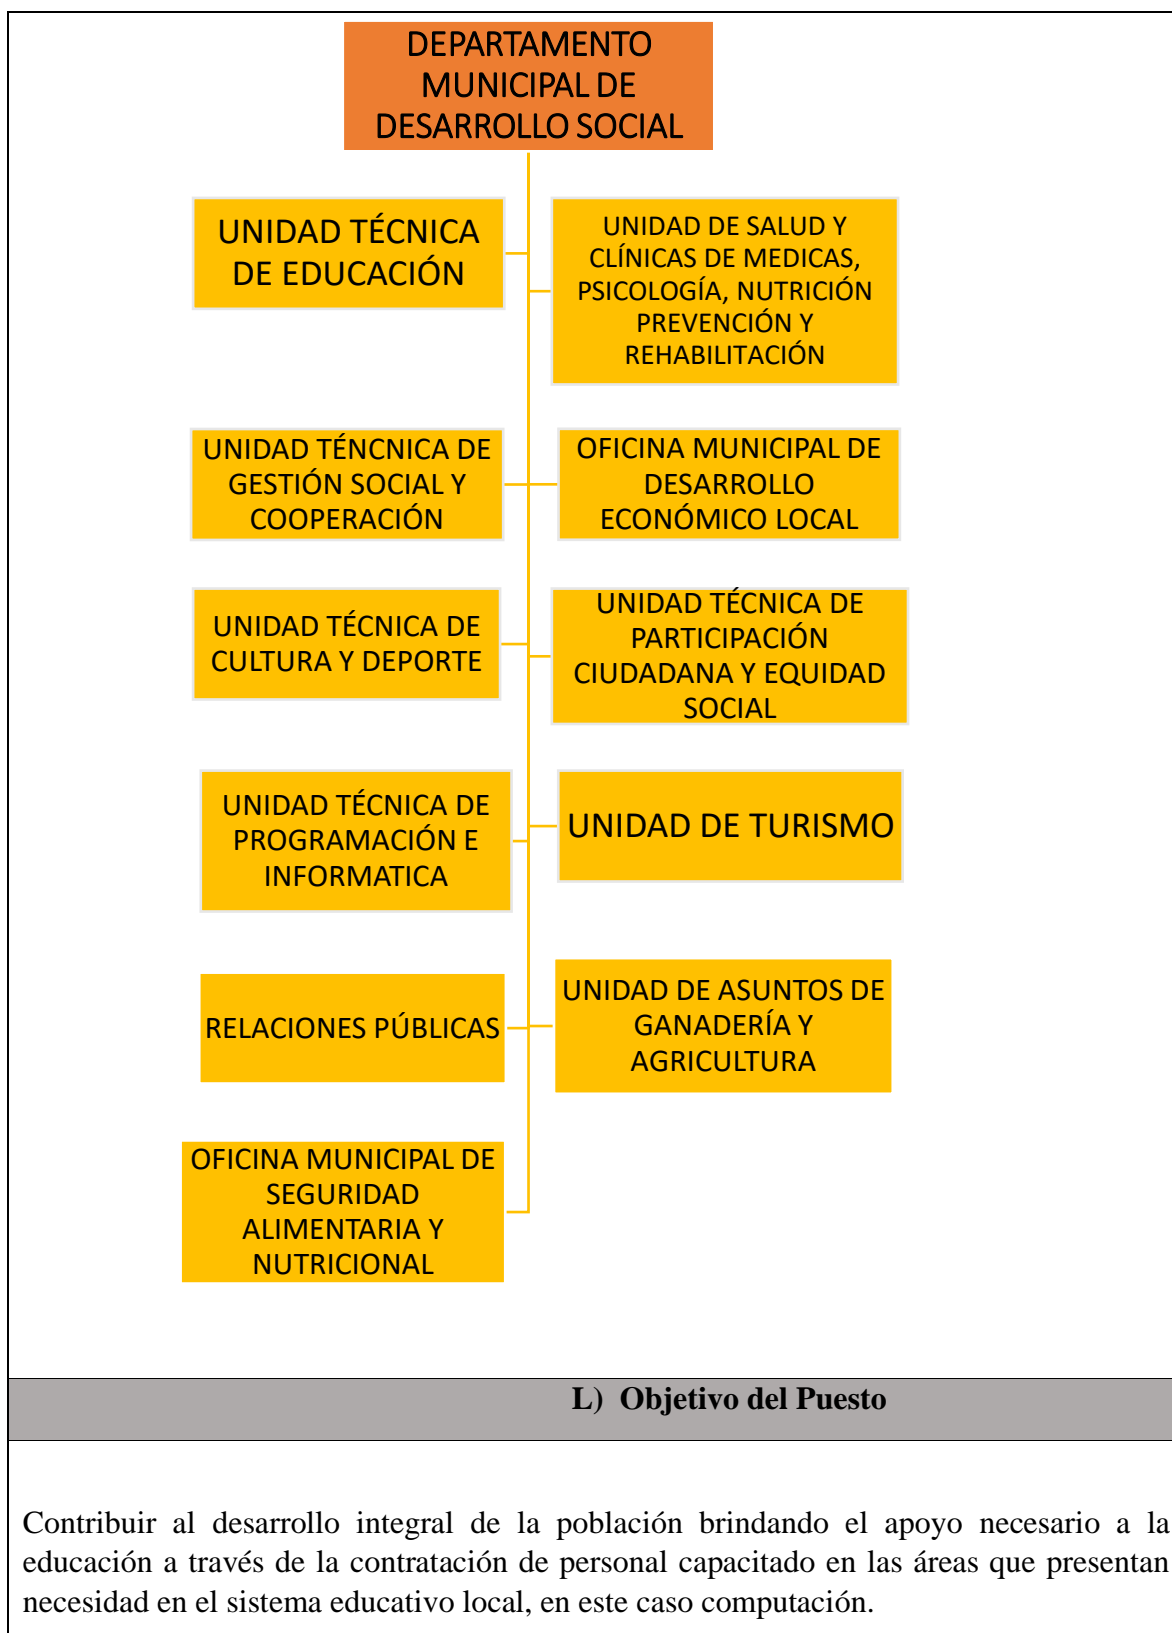 DEPARTAMENTO
MUNICIPAL DE
DESARROLLO SOCIAL
UNIDAD TÉCNICA
DE EDUCACIÓN
UNIDAD DE SALUD Y
CLÍNICAS DE MEDICAS,
PSICOLOGÍA, NUTRICIÓN
PREVENCIÓN Y
REHABILITACIÓN
UNIDAD TÉNCNICA DE
GESTIÓN SOCIAL Y
COOPERACIÓN
OFICINA MUNICIPAL DE
DESARROLLO
ECONÓMICO LOCAL
UNIDAD TÉCNICA DE
CULTURA Y DEPORTE
UNIDAD TÉCNICA DE
PARTICIPACIÓN
CIUDADANA Y EQUIDAD
SOCIAL
UNIDAD TÉCNICA DE
PROGRAMACIÓN E
INFORMATICA
UNIDAD DE TURISMO
RELACIONES PÚBLICAS
UNIDAD DE ASUNTOS DE
GANADERÍA Y
AGRICULTURA
OFICINA MUNICIPAL DE
SEGURIDAD
ALIMENTARIA Y
NUTRICIONAL
L) Objetivo del Puesto
Contribuir al desarrollo integral de la población brindando el apoyo necesario a la
educación a través de la contratación de personal capacitado en las áreas que presentan
necesidad en el sistema educativo local, en este caso computación.